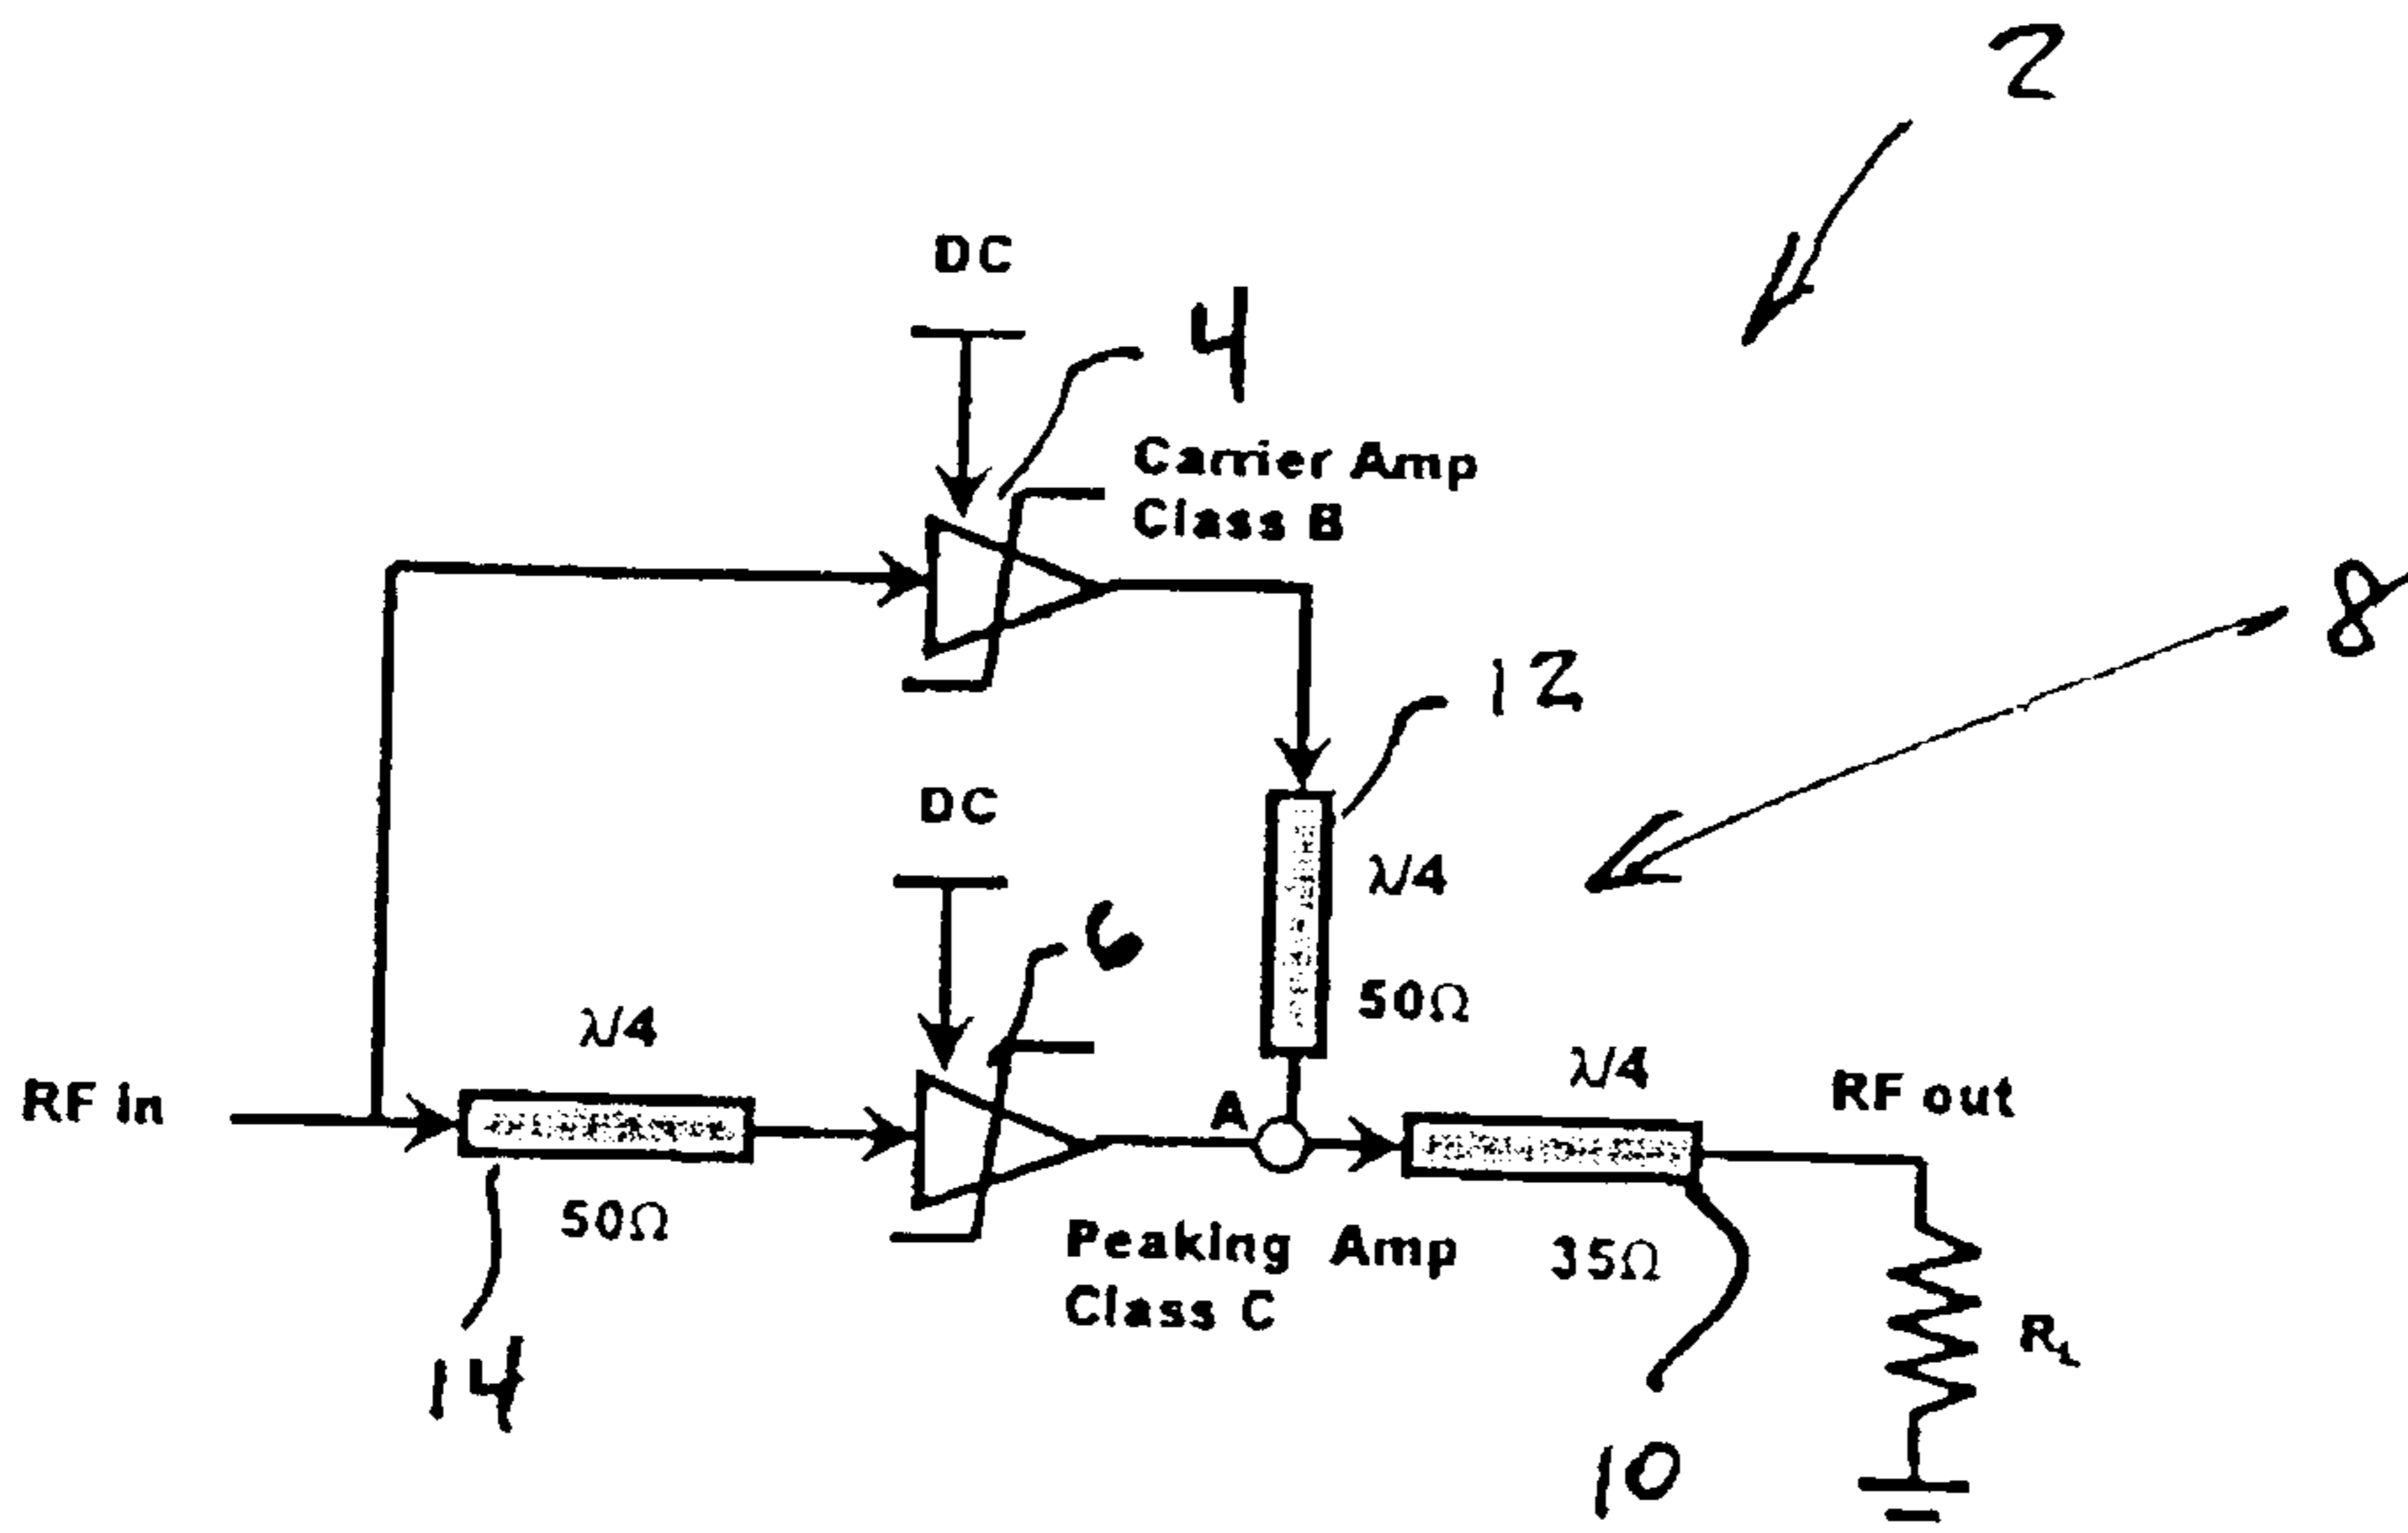 2
DC
4
Carrier Amp
Class B
8
12
DC
λ/4
6
50Ω
λ/4
λ/4
RF in
A
RF out
50Ω
Peaking Amp
Class C
35Ω
R_L
14
10